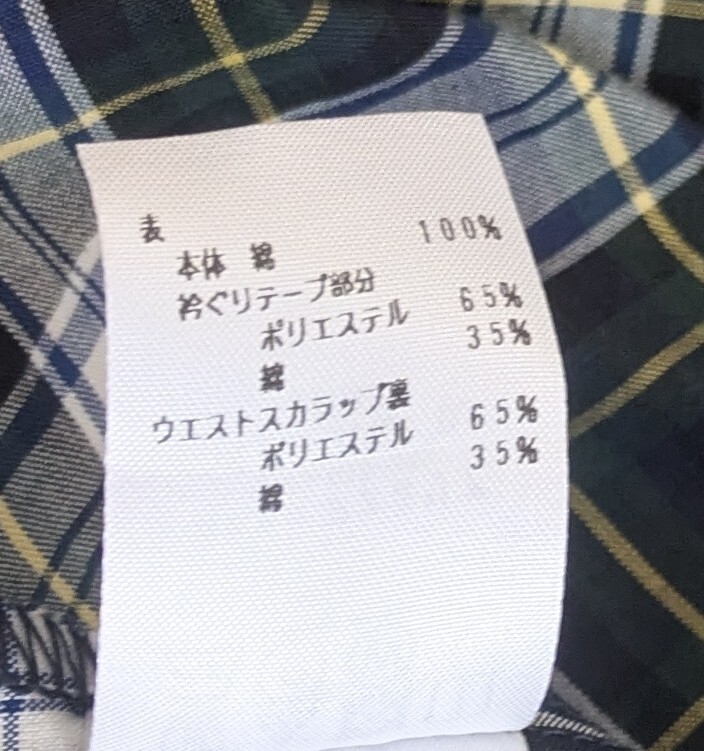 表
本体 綿 100%
衿ぐりテープ部分
ポリエステル 65%
綿 35%
ウエストスカラップ裏
ポリエステル 65%
綿 35%